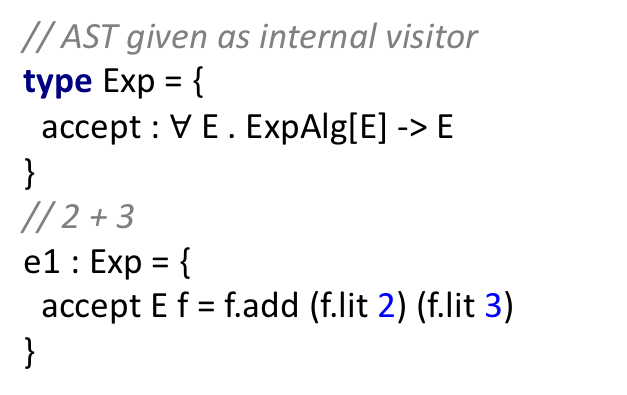 // AST given as internal visitor
type Exp = {
  accept : ∀ E . ExpAlg[E] -> E
}
// 2 + 3
e1 : Exp = {
  accept E f = f.add (f.lit 2) (f.lit 3)
}